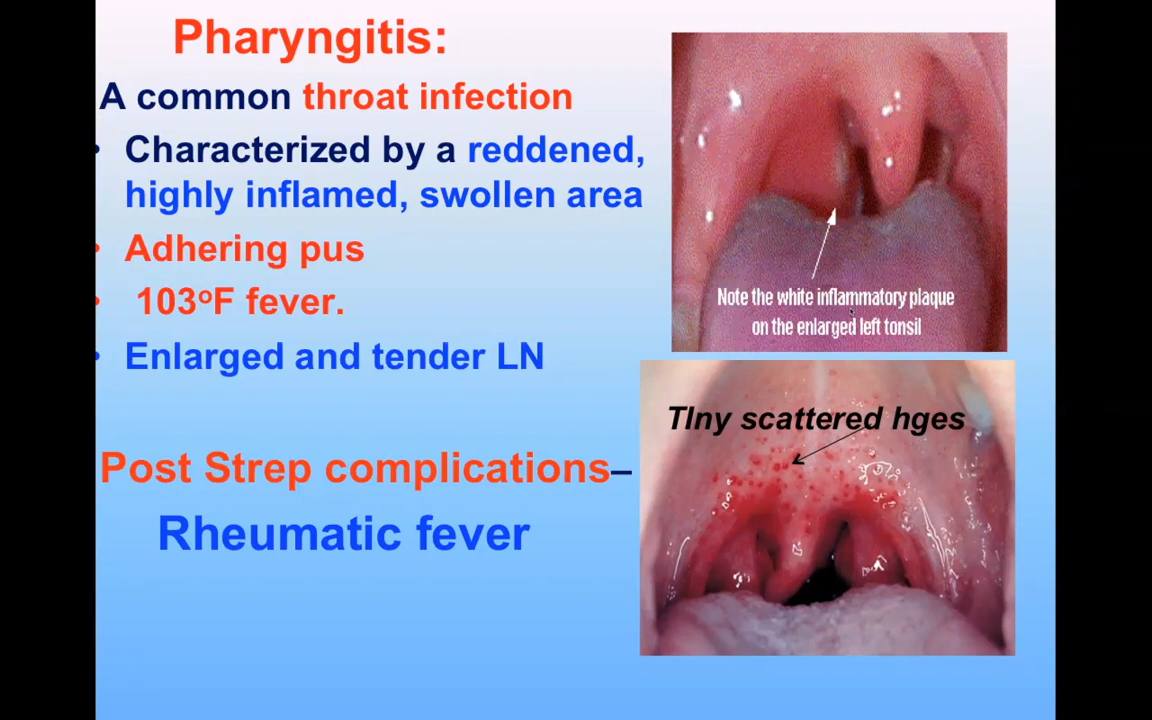 Pharyngitis:
A common throat infection
• Characterized by a reddened,
highly inflamed, swollen area
• Adhering pus
• 103ºF fever.
• Enlarged and tender LN
Post Strep complications–
Rheumatic fever
Note the white inflammatory plaque
on the enlarged left tonsil
TIny scattered hges